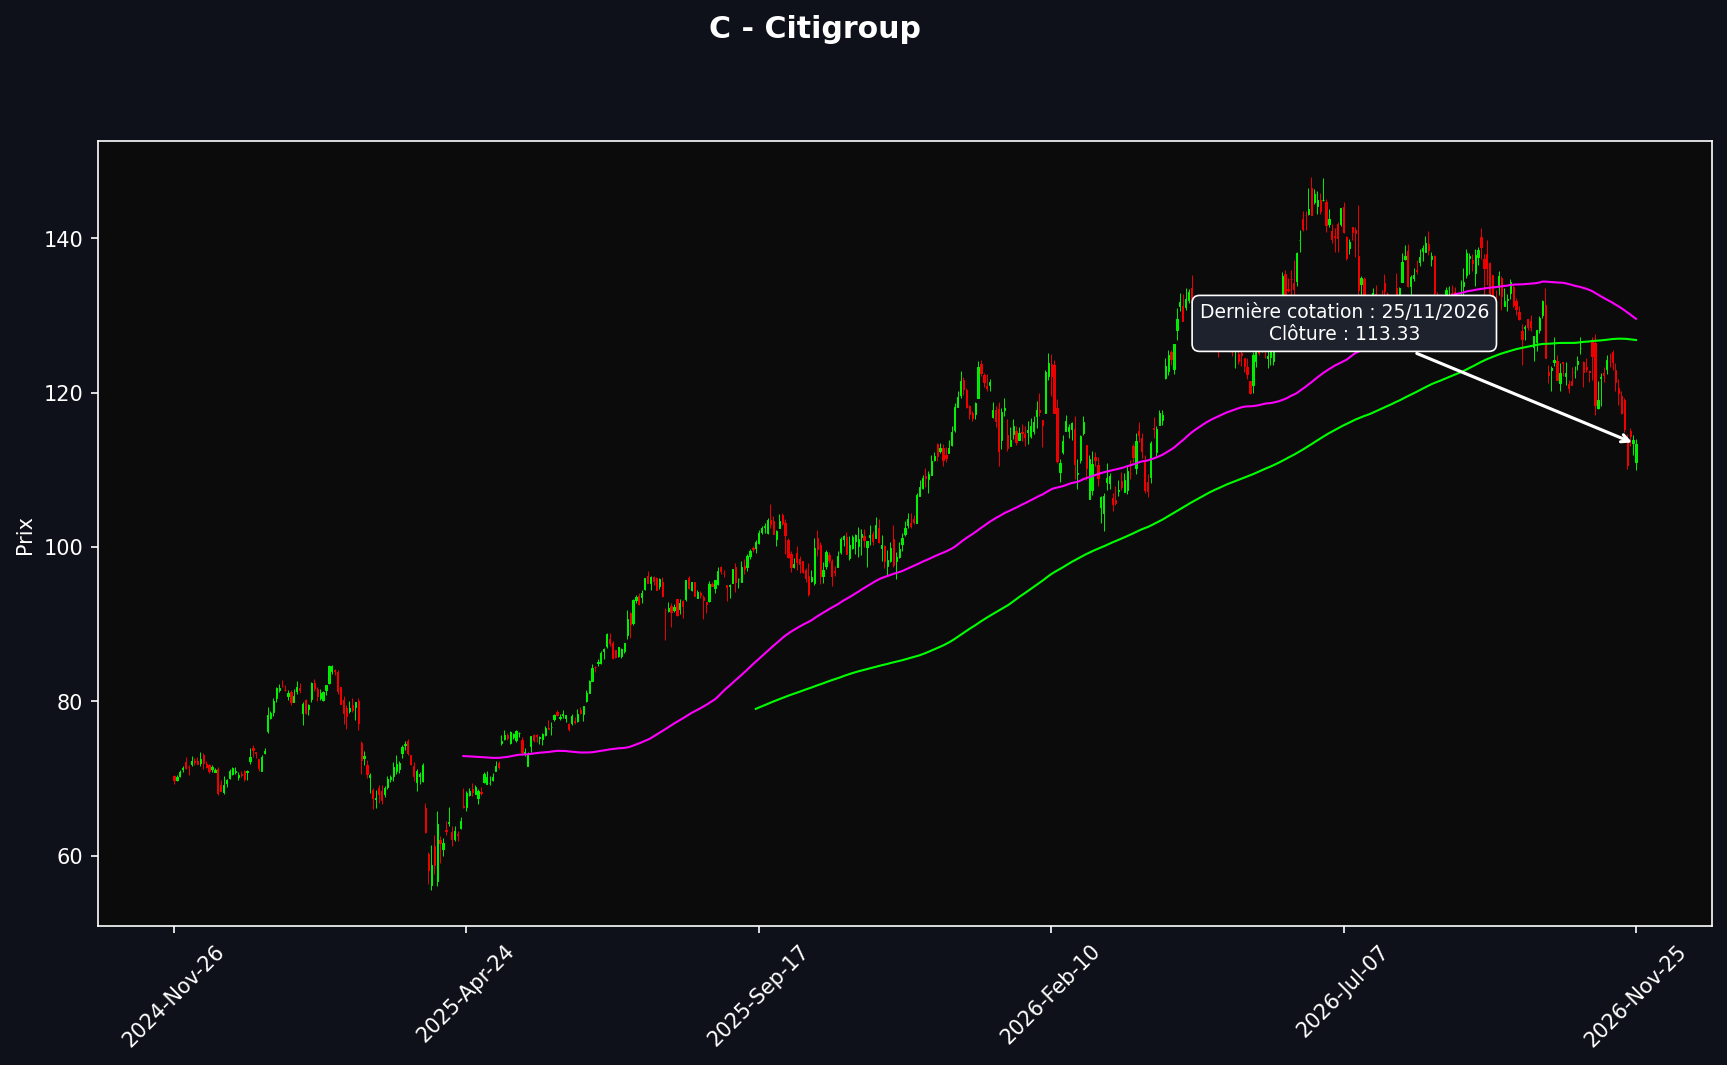 C - Citigroup
Prix
140
120
100
80
60
Dernière cotation : 25/11/2026
Clôture : 113.33
2024-Nov-26
2025-Apr-24
2025-Sep-17
2026-Feb-10
2026-Jul-07
2026-Nov-25